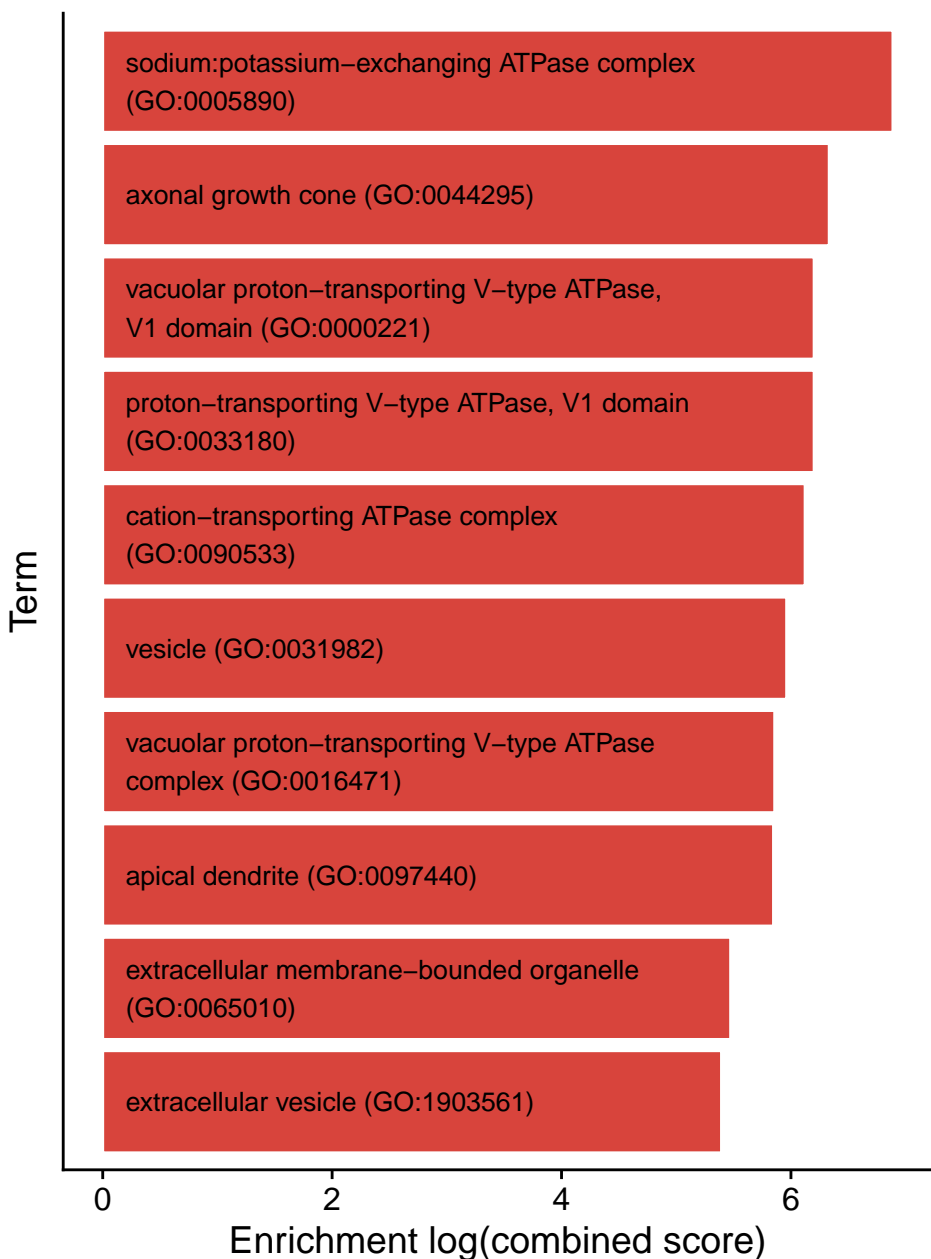 sodium:potassium−exchanging ATPase complex
(GO:0005890)
axonal growth cone (GO:0044295)
vacuolar proton−transporting V−type ATPase,
V1 domain (GO:0000221)
proton−transporting V−type ATPase, V1 domain
(GO:0033180)
cation−transporting ATPase complex
(GO:0090533)
vesicle (GO:0031982)
vacuolar proton−transporting V−type ATPase
complex (GO:0016471)
apical dendrite (GO:0097440)
extracellular membrane−bounded organelle
(GO:0065010)
extracellular vesicle (GO:1903561)
Term
0 2 4 6
Enrichment log(combined score)